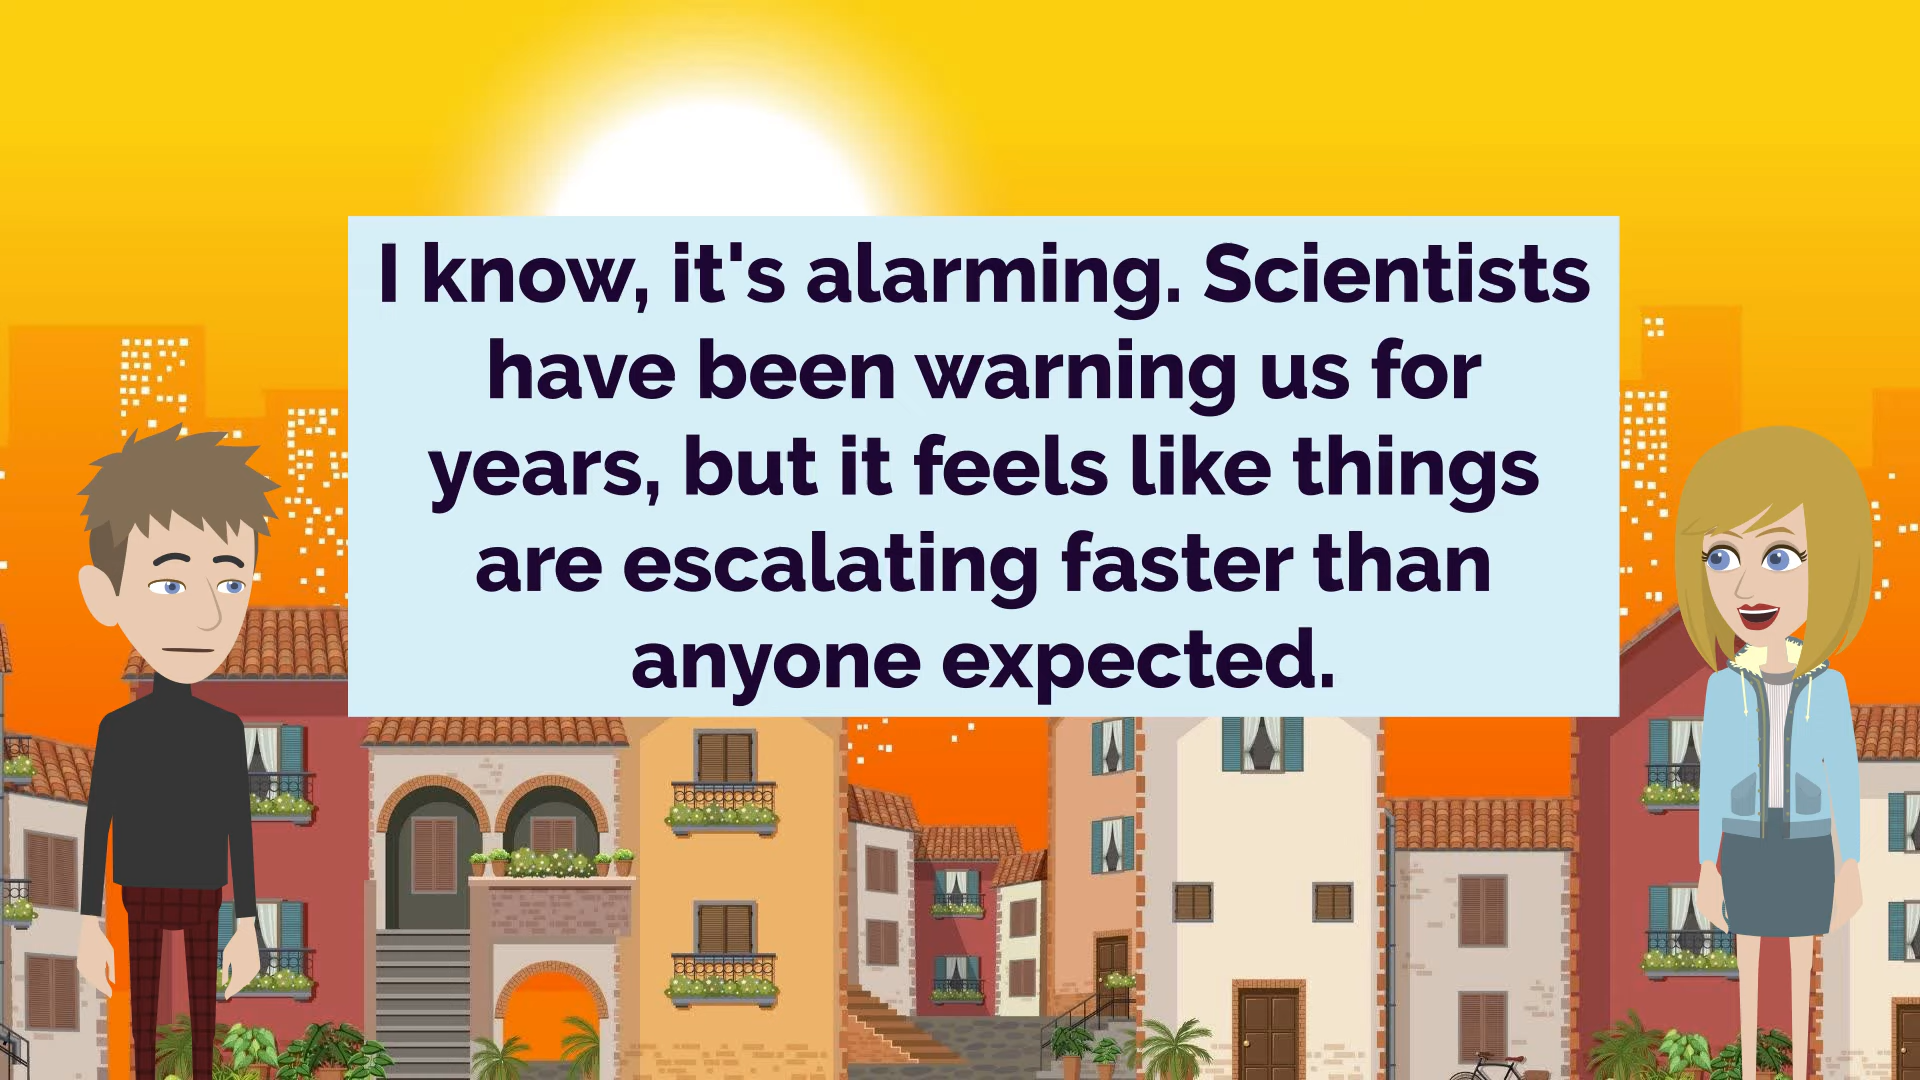 I know, it's alarming. Scientists
have been warning us for
years, but it feels like things
are escalating faster than
anyone expected.